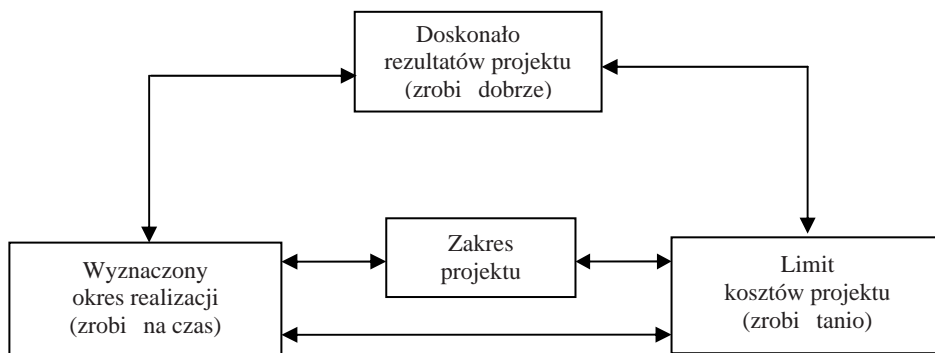 Doskonało
rezultatów projektu
(zrobi dobrze)
Zakres
projektu
Wyznaczony
okres realizacji
(zrobi na czas)
Limit
kosztów projektu
(zrobi tanio)